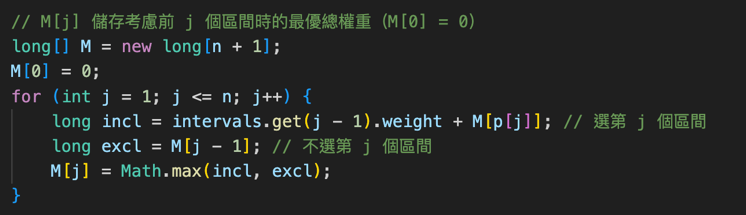 // M[j] 儲存考慮前 j 個區間時的最優總權重（M[0] = 0）
long[] M = new long[n + 1];
M[0] = 0;
for (int j = 1; j <= n; j++) {
    long incl = intervals.get(j - 1).weight + M[p[j]]; // 選第 j 個區間
    long excl = M[j - 1]; // 不選第 j 個區間
    M[j] = Math.max(incl, excl);
}